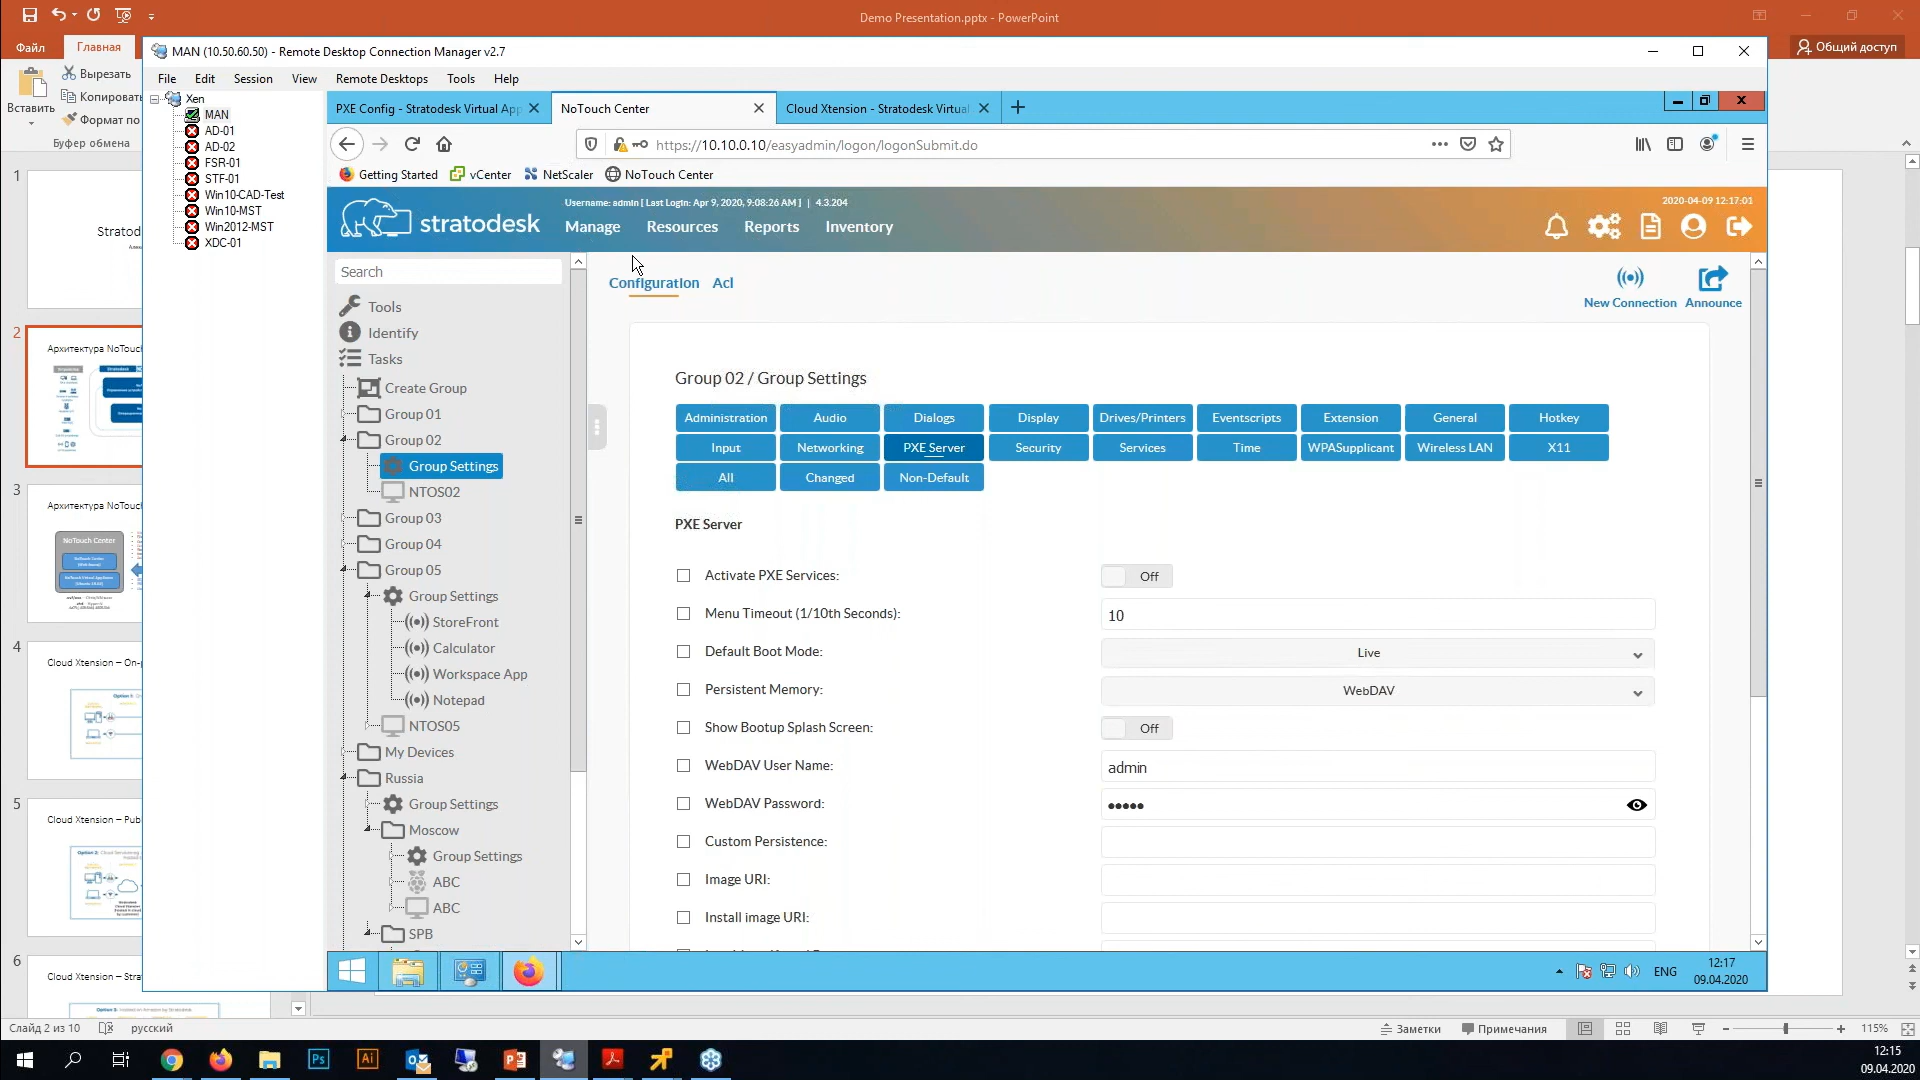 Demo Presentation.pptx - PowerPoint
Файл
Главная
Общий доступ
Вставить
Вырезать
Копировать
Формат по
Буфер обмена
MAN (10.50.60.50) - Remote Desktop Connection Manager v2.7
File Edit Session View Remote Desktops Tools Help
Xen
MAN
AD-01
AD-02
FSR-01
STF-01
Win10-CAD-Test
Win10-MST
Win2012-MST
XDC-01
PXE Config - Stratodesk Virtual App
NoTouch Center
Cloud Xtension - Stratodesk Virtual
https://10.10.0.10/easyadmin/logon/logonSubmit.do
Getting Started vCenter NetScaler NoTouch Center
stratodesk
Username: admin [ Last Login: Apr 9, 2020, 9:08:26 AM ] | 4.3.204
2020-04-09 12:17:01
Manage Resources Reports Inventory
Search
Tools
Identify
Tasks
Create Group
Group 01
Group 02
Group Settings
NTOS02
Group 03
Group 04
Group 05
Group Settings
StoreFront
Calculator
Workspace App
Notepad
NTOS05
My Devices
Russia
Group Settings
Moscow
Group Settings
ABC
ABC
SPB
Configuration Acl
New Connection Announce
Group 02 / Group Settings
Administration Audio Dialogs Display Drives/Printers Eventscripts Extension General Hotkey
Input Networking PXE Server Security Services Time WPASupplicant Wireless LAN X11
All Changed Non-Default
PXE Server
Activate PXE Services: Off
Menu Timeout (1/10th Seconds): 10
Default Boot Mode: Live
Persistent Memory: WebDAV
Show Bootup Splash Screen: Off
WebDAV User Name: admin
WebDAV Password: •••••
Custom Persistence:
Image URI:
Install image URI:
1
Stratod
2
Архитектура NoTouch
Stratodesk
3
Архитектура NoTouch
NoTouch Center
4
Cloud Xtension – On-p
5
Cloud Xtension – Pub
6
Cloud Xtension – Stra
ENG
12:17
09.04.2020
Слайд 2 из 10
русский
Заметки
Примечания
115%
12:15
09.04.2020